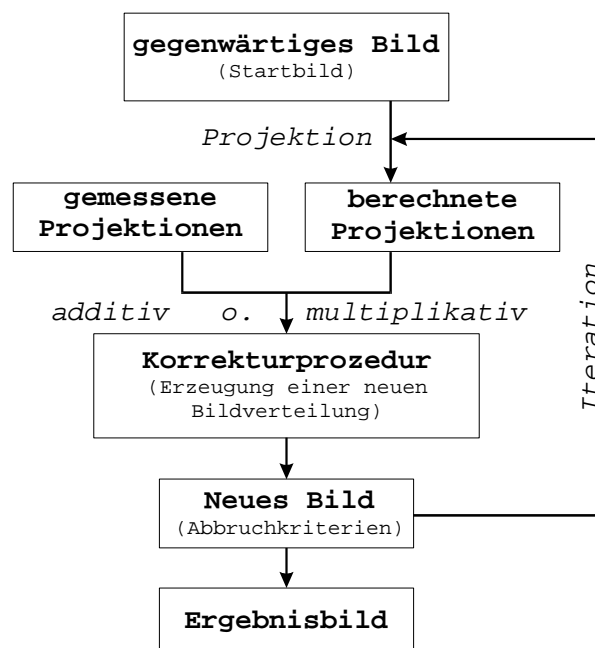 gegenwärtiges Bild
(Startbild)
Projektion
gemessene
Projektionen
berechnete
Projektionen
additiv o. multiplikativ
Korrekturprozedur
(Erzeugung einer neuen
Bildverteilung)
Iteration
Neues Bild
(Abbruchkriterien)
Ergebnisbild